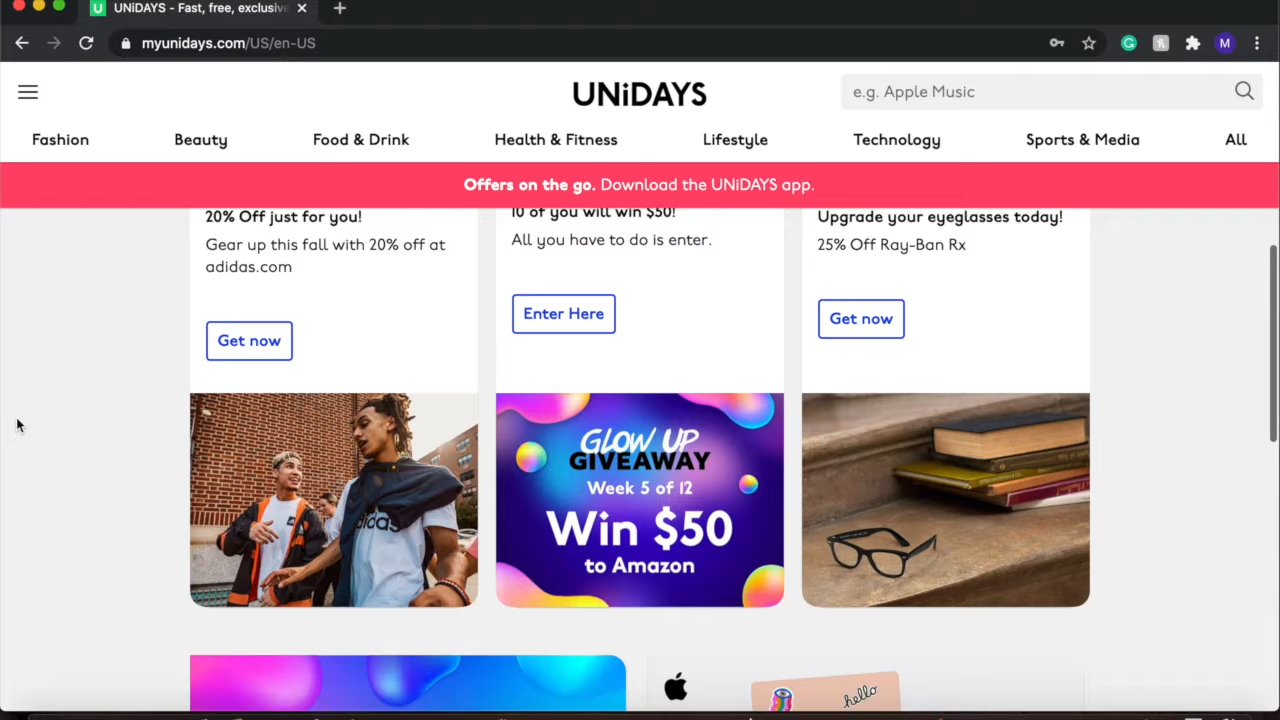 UNiDAYS - Fast, free, exclusive
myunidays.com/US/en-US
M
UNiDAYS
e.g. Apple Music
Fashion
Beauty
Food & Drink
Health & Fitness
Lifestyle
Technology
Sports & Media
All
Offers on the go. Download the UNiDAYS app.
20% Off just for you!
Gear up this fall with 20% off at
adidas.com
Get now
10 of you will win $50!
All you have to do is enter.
Enter Here
Upgrade your eyeglasses today!
25% Off Ray-Ban Rx
Get now
adidas
GLOW UP
GIVEAWAY
Week 5 of 12
Win $50
to Amazon
hello